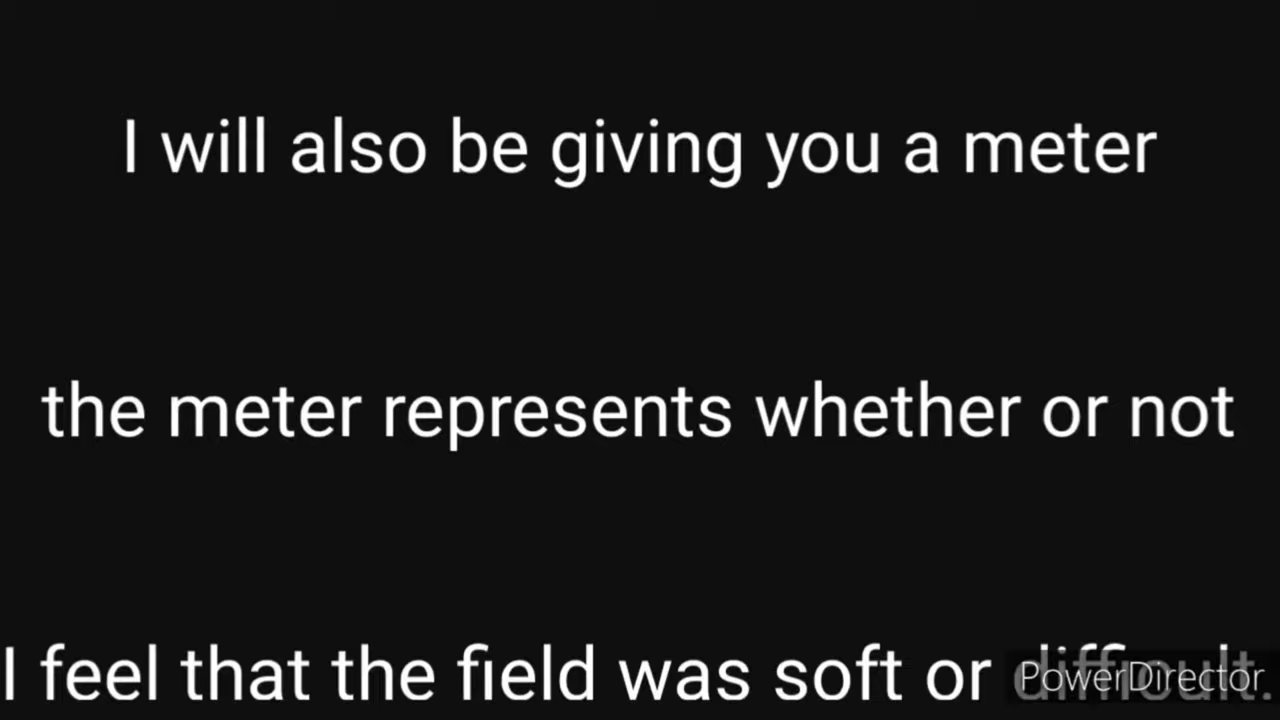 I will also be giving you a meter
the meter represents whether or not
I feel that the field was soft or difficult.
PowerDirector